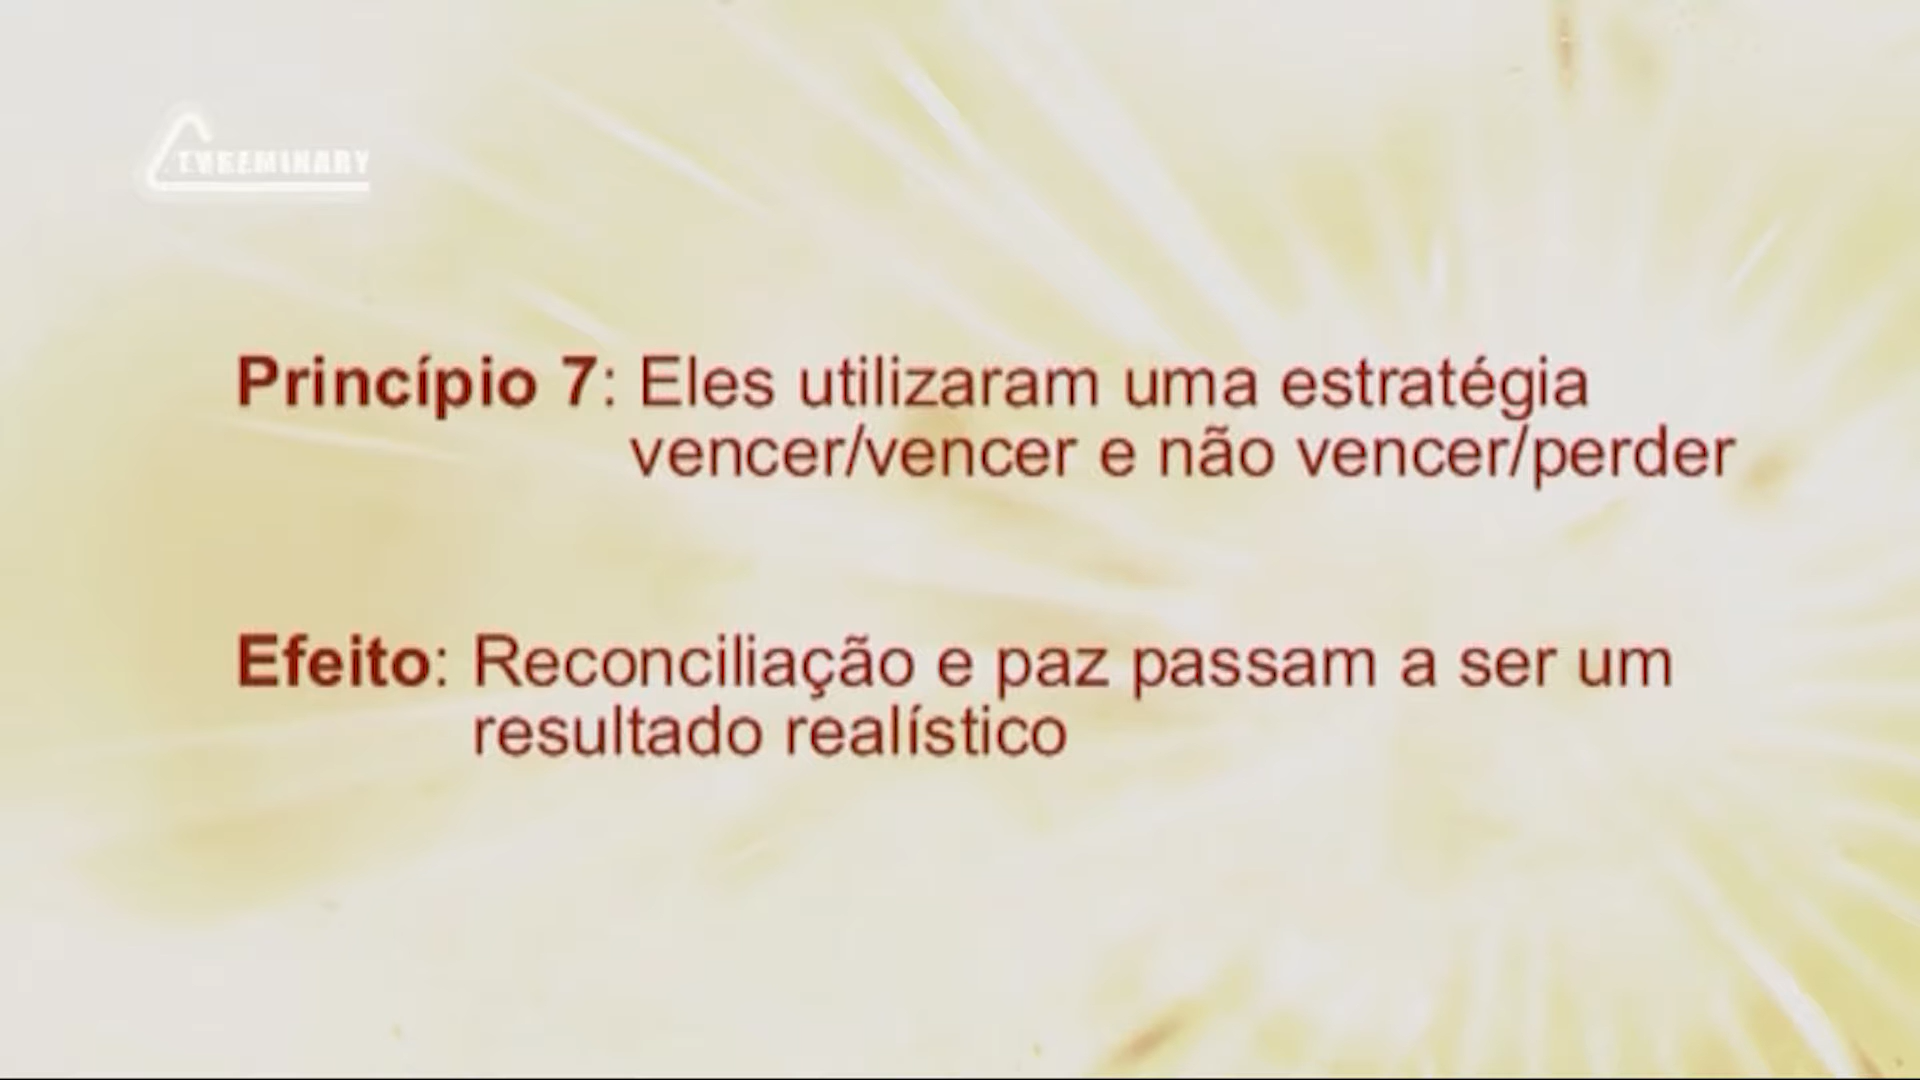 TVSEMINARY
Princípio 7: Eles utilizaram uma estratégia
vencer/vencer e não vencer/perder
Efeito: Reconciliação e paz passam a ser um
resultado realístico